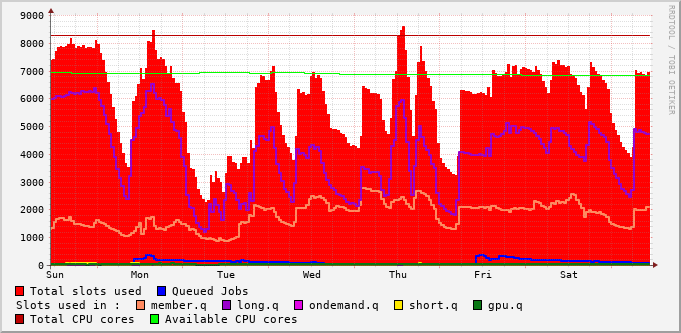 9000
8000
7000
6000
5000
4000
3000
2000
1000
0
Sun Mon Tue Wed Thu Fri Sat
RRDTOOL / TOBI OETIKER
Total slots used Queued Jobs
Slots used in : member.q long.q ondemand.q short.q gpu.q
Total CPU cores Available CPU cores